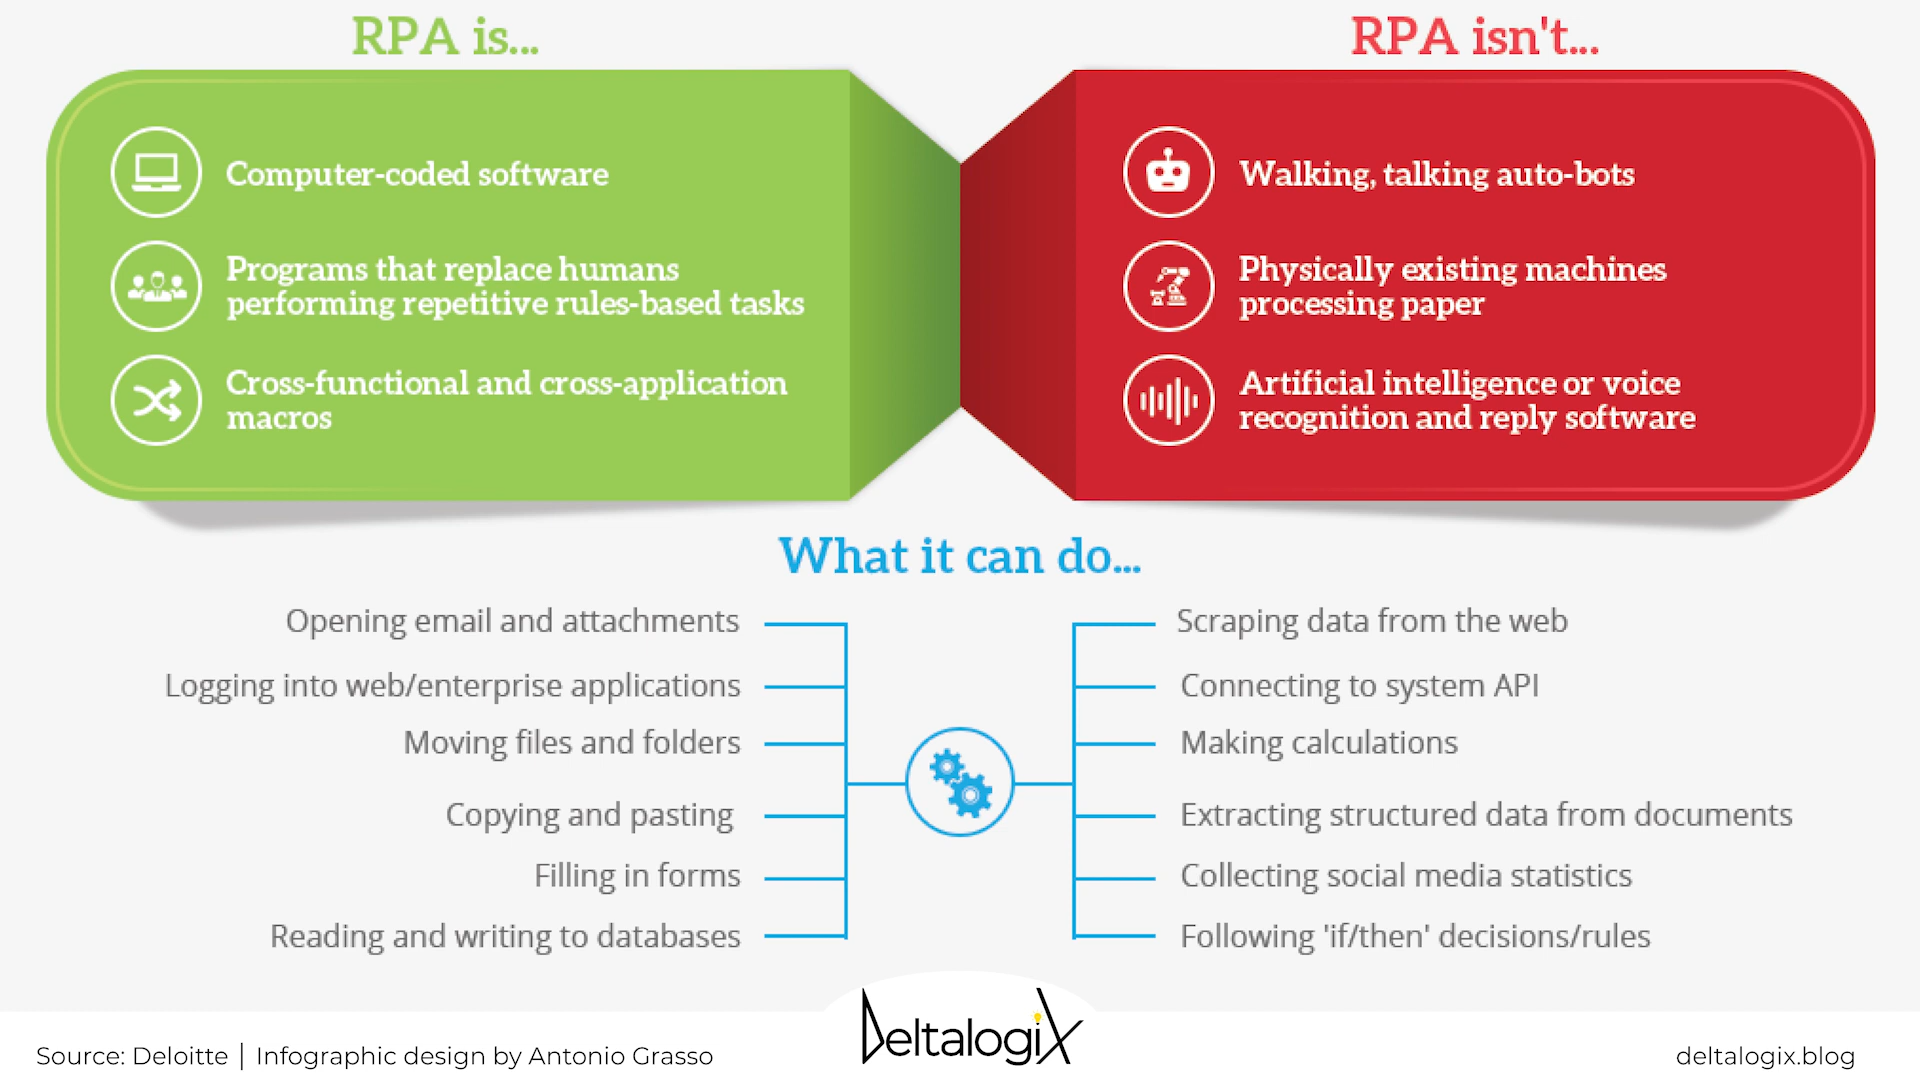 RPA is...
RPA isn't...
Computer-coded software
Programs that replace humans
performing repetitive rules-based tasks
Cross-functional and cross-application
macros
Walking, talking auto-bots
Physically existing machines
processing paper
Artificial intelligence or voice
recognition and reply software
What it can do...
Opening email and attachments
Logging into web/enterprise applications
Moving files and folders
Copying and pasting
Filling in forms
Reading and writing to databases
Scraping data from the web
Connecting to system API
Making calculations
Extracting structured data from documents
Collecting social media statistics
Following 'if/then' decisions/rules
Source: Deloitte | Infographic design by Antonio Grasso
DeltalogiX
deltalogix.blog